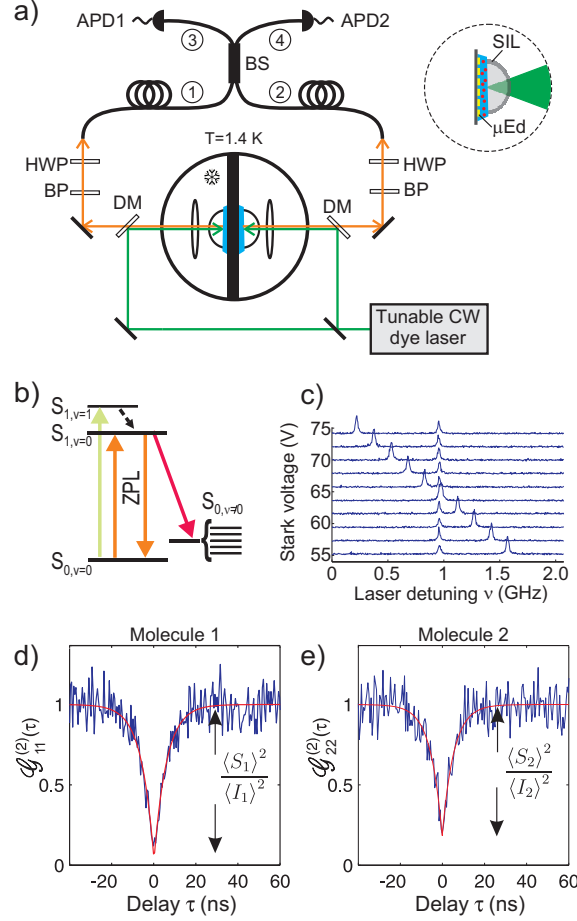 a)
APD1
APD2
③
④
BS
SIL
μEd
①
②
T=1.4 K
HWP
HWP
BP
BP
DM
DM
Tunable CW
dye laser
b)
S1,v=1
S1,v=0
ZPL
S0,v≠0
S0,v=0
c)
Stark voltage (V)
75
70
65
60
55
0
0.5
1
1.5
2
Laser detuning ν (GHz)
d)
Molecule 1
𝒢11(2)(τ)
1
0.5
0
⟨S1⟩2
⟨I1⟩2
-20
0
20
40
60
Delay τ (ns)
e)
Molecule 2
𝒢22(2)(τ)
1
0.5
0
⟨S2⟩2
⟨I2⟩2
-20
0
20
40
60
Delay τ (ns)